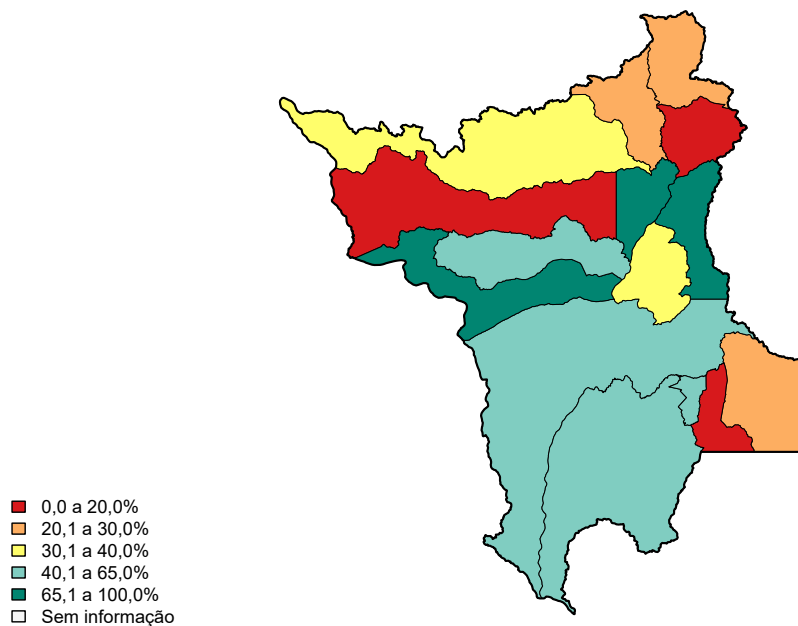 0,0 a 20,0%
20,1 a 30,0%
30,1 a 40,0%
40,1 a 65,0%
65,1 a 100,0%
Sem informação